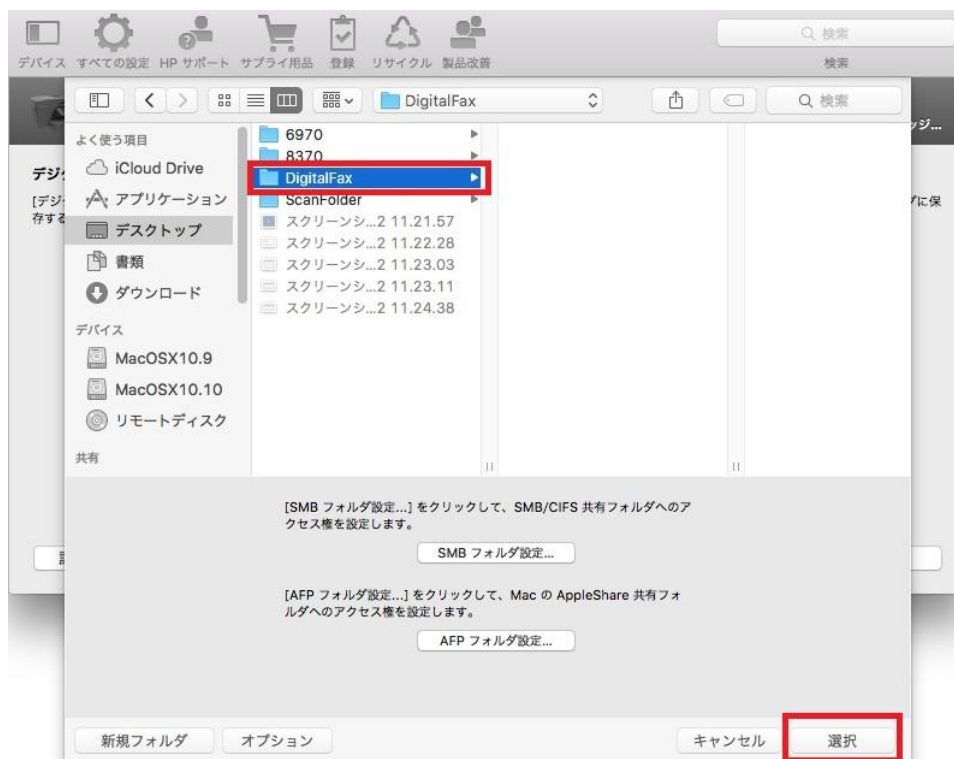 デバイス すべての設定 HP サポート サプライ用品 登録 リサイクル 製品改善
検索
検索
DigitalFax
検索
ッジ...
よく使う項目
iCloud Drive
アプリケーション
デスクトップ
書類
ダウンロード
デバイス
MacOSX10.9
MacOSX10.10
リモートディスク
共有
6970
8370
DigitalFax
ScanFolder
スクリーンシ...2 11.21.57
スクリーンシ...2 11.22.28
スクリーンシ...2 11.23.03
スクリーンシ...2 11.23.11
スクリーンシ...2 11.24.38
デジ
[デジ
存する
グに保
[SMB フォルダ設定...] をクリックして、SMB/CIFS 共有フォルダへのア
クセス権を設定します。
SMB フォルダ設定...
[AFP フォルダ設定...] をクリックして、Mac の AppleShare 共有フォ
ルダへのアクセス権を設定します。
AFP フォルダ設定...
新規フォルダ オプション キャンセル 選択